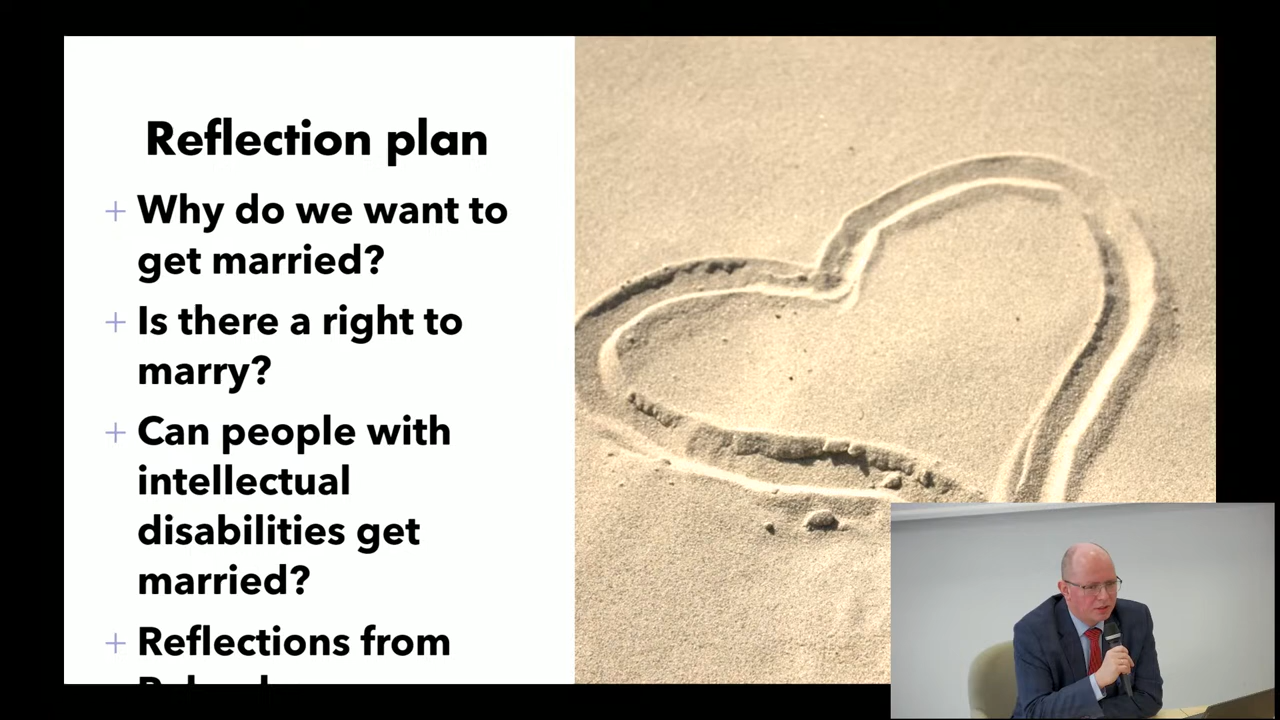 Reflection plan
+ Why do we want to
get married?
+ Is there a right to
marry?
+ Can people with
intellectual
disabilities get
married?
+ Reflections from